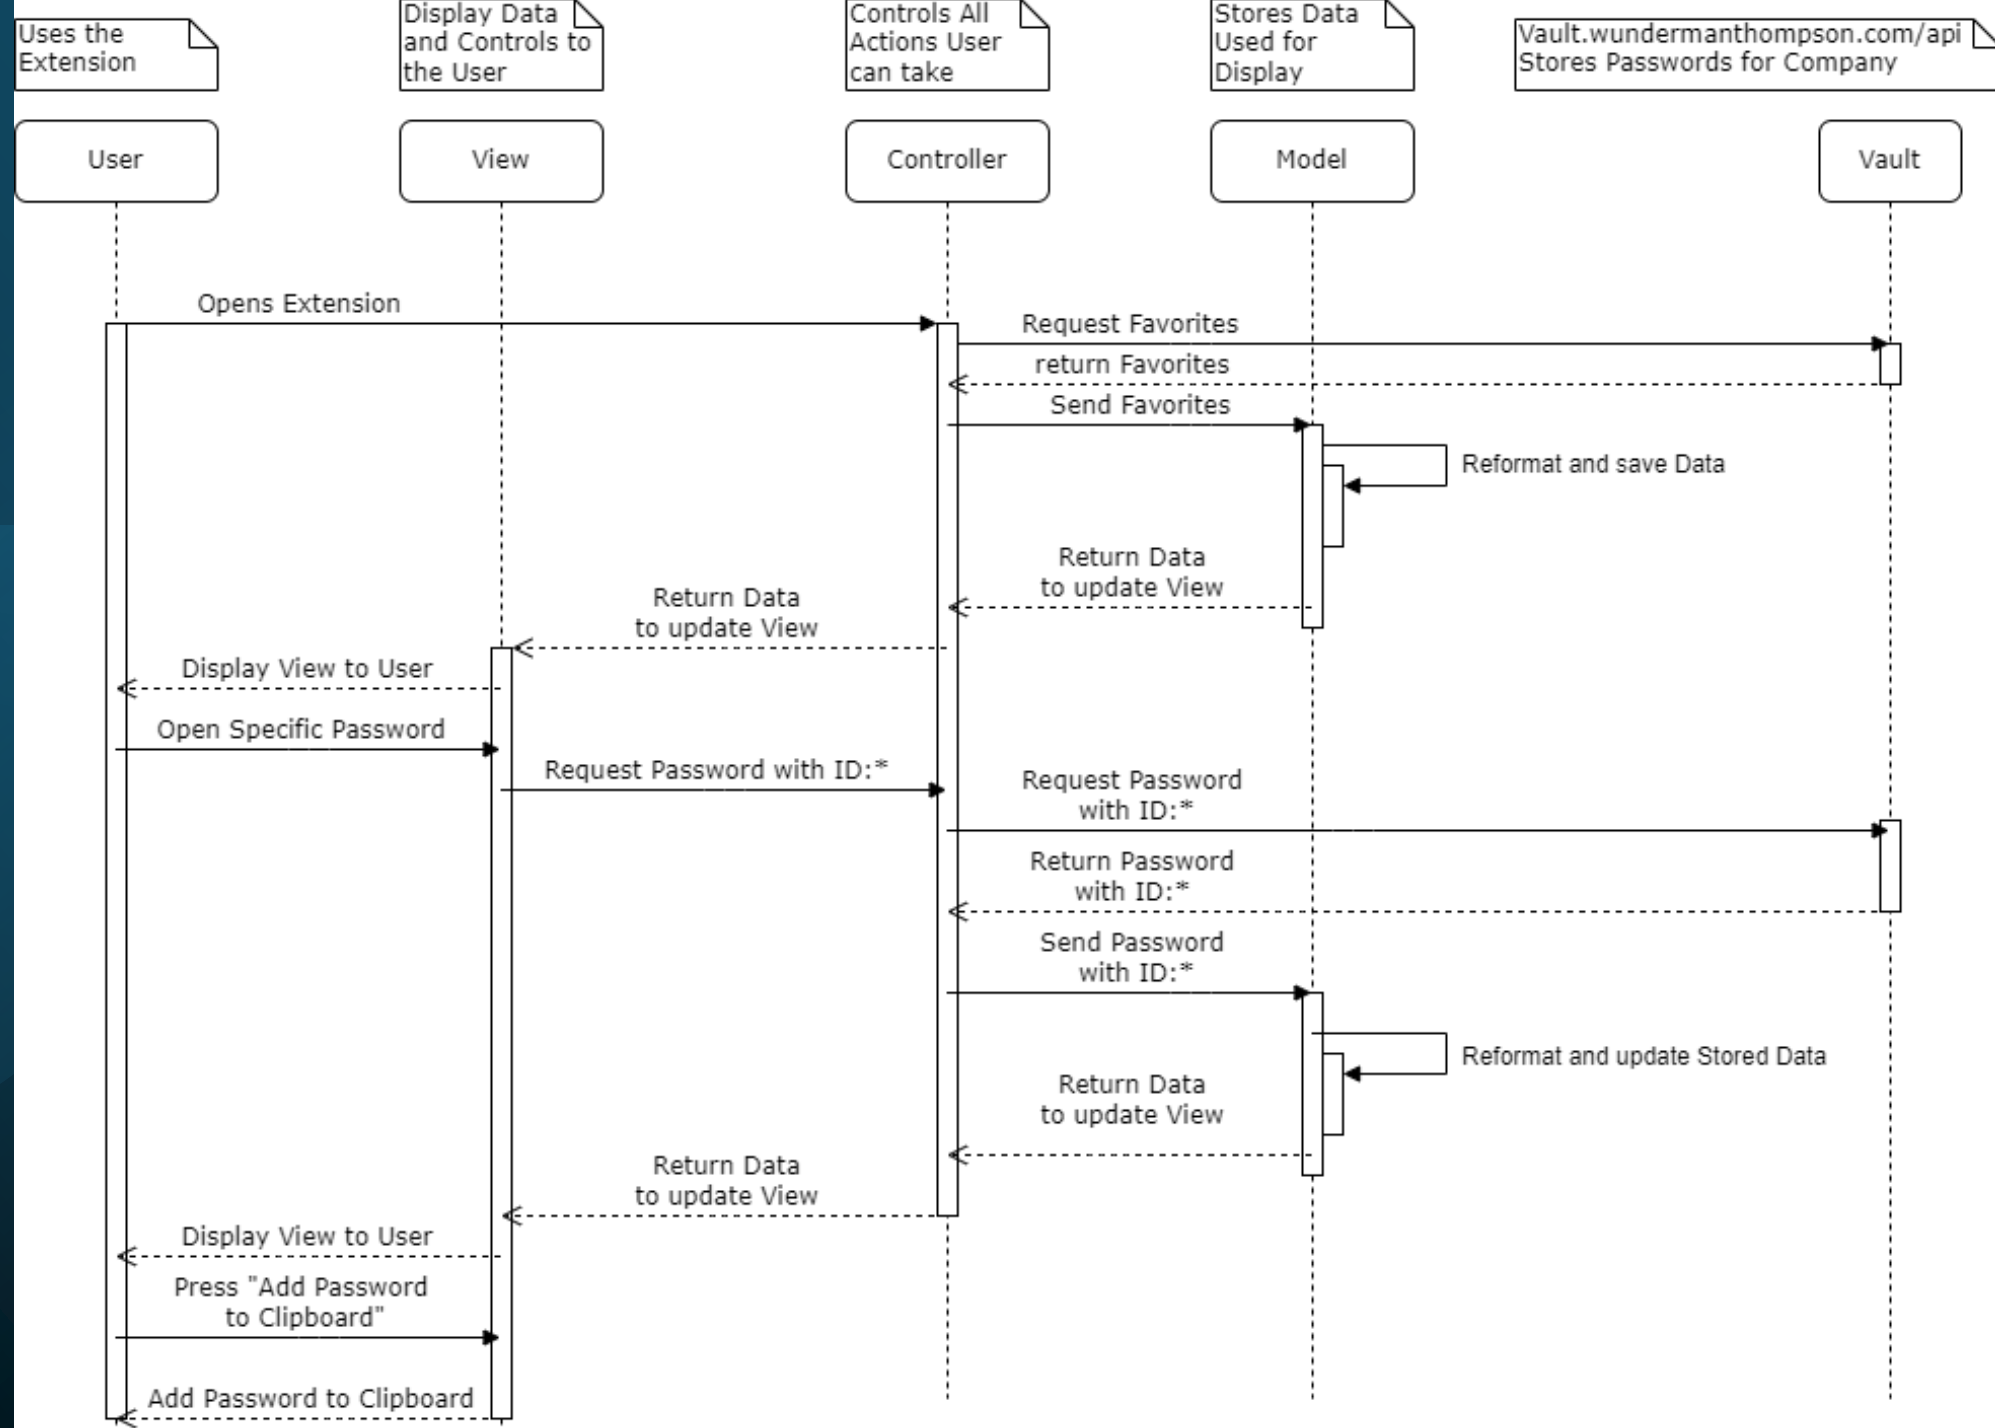 Uses the
Extension
Display Data
and Controls to
the User
Controls All
Actions User
can take
Stores Data
Used for
Display
Vault.wundermanthompson.com/api
Stores Passwords for Company
User
View
Controller
Model
Vault
Opens Extension
Request Favorites
return Favorites
Send Favorites
Reformat and save Data
Return Data
to update View
Return Data
to update View
Display View to User
Open Specific Password
Request Password with ID:*
Request Password
with ID:*
Return Password
with ID:*
Send Password
with ID:*
Reformat and update Stored Data
Return Data
to update View
Return Data
to update View
Display View to User
Press "Add Password
to Clipboard"
Add Password to Clipboard